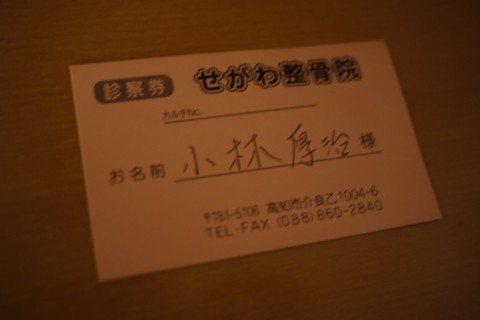 診察券 せがわ整骨院
カルテNo.
お名前 小林 厚治 様
〒781-5106 高知市介良乙1004-6
TEL・FAX (088)860-2840